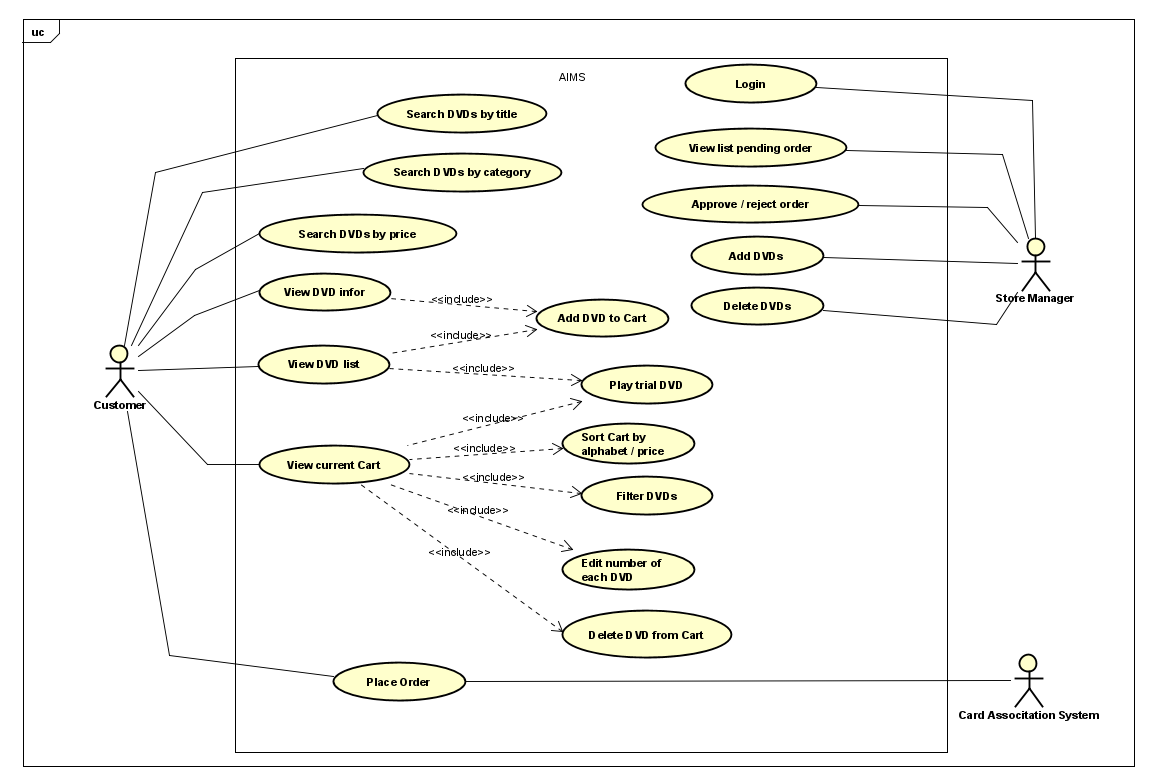 uc
AIMS
Login
Search DVDs by title
View list pending order
Search DVDs by category
Approve / reject order
Search DVDs by price
Add DVDs
View DVD infor
<<include>>
Store Manager
Delete DVDs
Add DVD to Cart
<<include>>
View DVD list
<<include>>
Play trial DVD
Customer
<<include>>
Sort Cart by
alphabet / price
<<include>>
View current Cart
<<include>>
Filter DVDs
<<include>>
<<include>>
Edit number of
each DVD
Delete DVD from Cart
Place Order
Card Associtation System